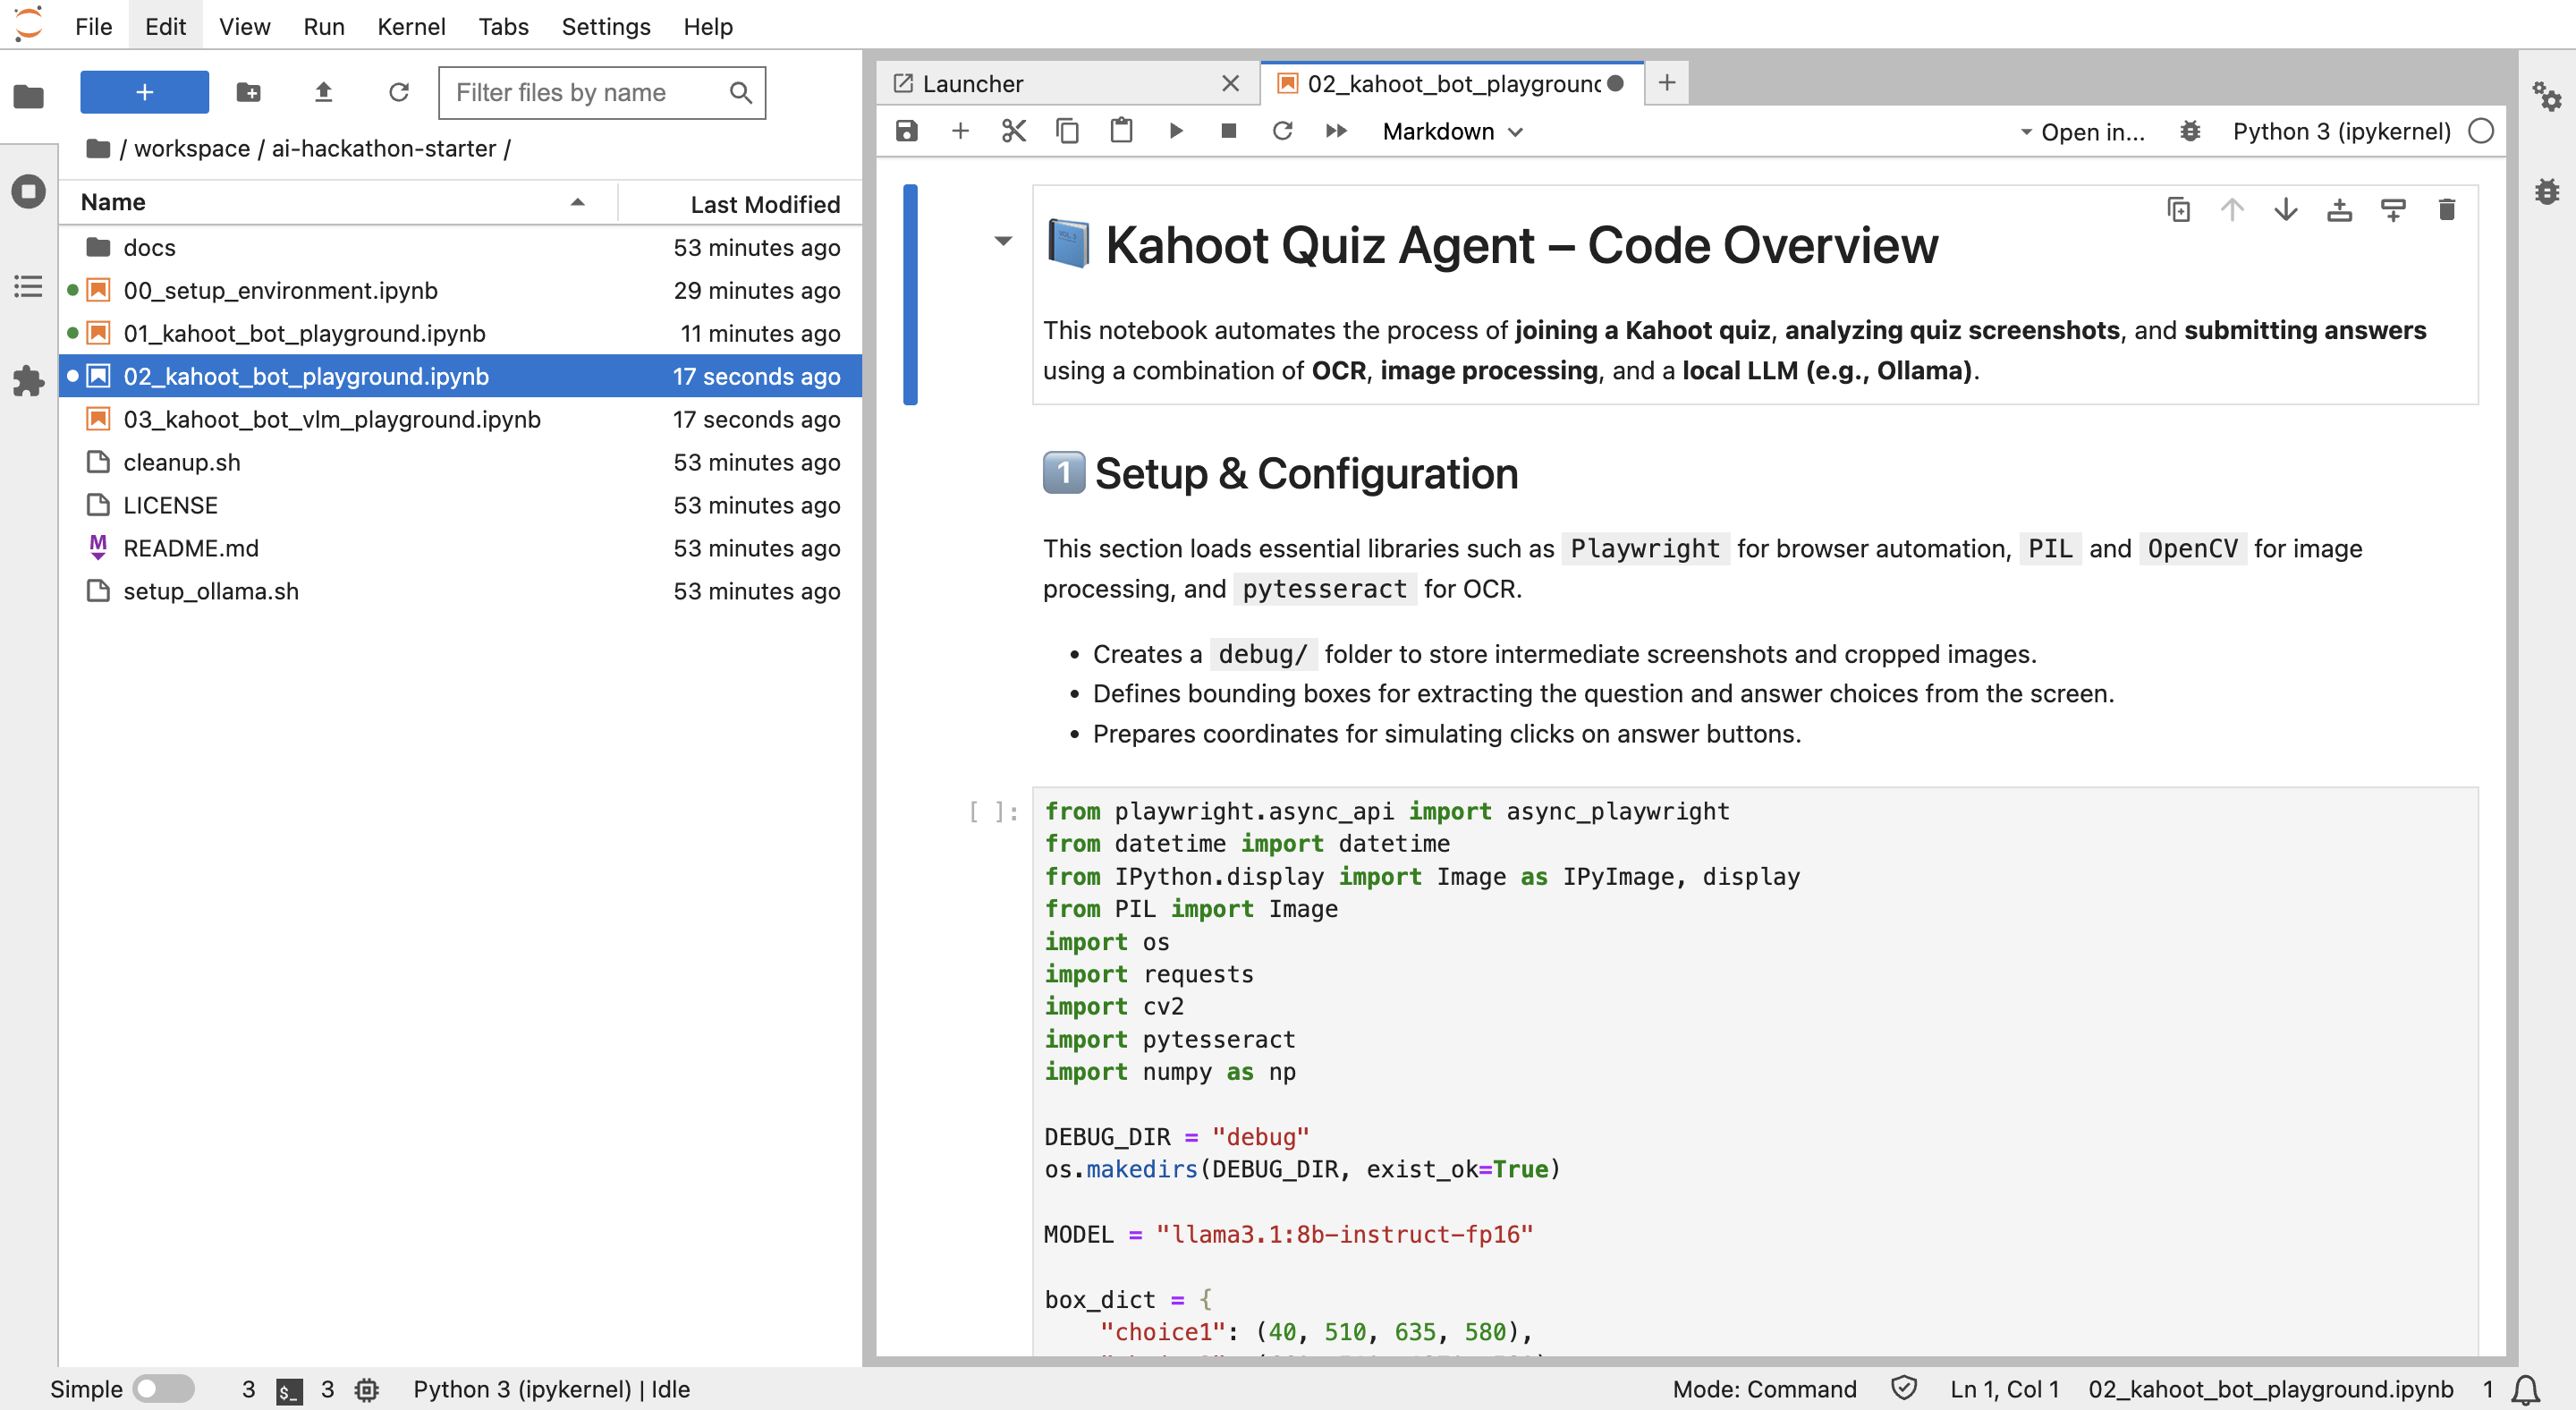 File Edit View Run Kernel Tabs Settings Help
+ Filter files by name
/ workspace / ai-hackathon-starter /
Name Last Modified
docs 53 minutes ago
00_setup_environment.ipynb 29 minutes ago
01_kahoot_bot_playground.ipynb 11 minutes ago
02_kahoot_bot_playground.ipynb 17 seconds ago
03_kahoot_bot_vlm_playground.ipynb 17 seconds ago
cleanup.sh 53 minutes ago
LICENSE 53 minutes ago
M README.md 53 minutes ago
setup_ollama.sh 53 minutes ago
Launcher 02_kahoot_bot_playground
Markdown Open in... Python 3 (ipykernel)
Kahoot Quiz Agent – Code Overview
This notebook automates the process of joining a Kahoot quiz, analyzing quiz screenshots, and submitting answers
using a combination of OCR, image processing, and a local LLM (e.g., Ollama).
1 Setup & Configuration
This section loads essential libraries such as Playwright for browser automation, PIL and OpenCV for image
processing, and pytesseract for OCR.
• Creates a debug/ folder to store intermediate screenshots and cropped images.
• Defines bounding boxes for extracting the question and answer choices from the screen.
• Prepares coordinates for simulating clicks on answer buttons.
[ ]: from playwright.async_api import async_playwright
from datetime import datetime
from IPython.display import Image as IPyImage, display
from PIL import Image
import os
import requests
import cv2
import pytesseract
import numpy as np
DEBUG_DIR = "debug"
os.makedirs(DEBUG_DIR, exist_ok=True)
MODEL = "llama3.1:8b-instruct-fp16"
box_dict = {
"choice1": (40, 510, 635, 580),
Simple 3 $_ 3 Python 3 (ipykernel) | Idle Mode: Command Ln 1, Col 1 02_kahoot_bot_playground.ipynb 1